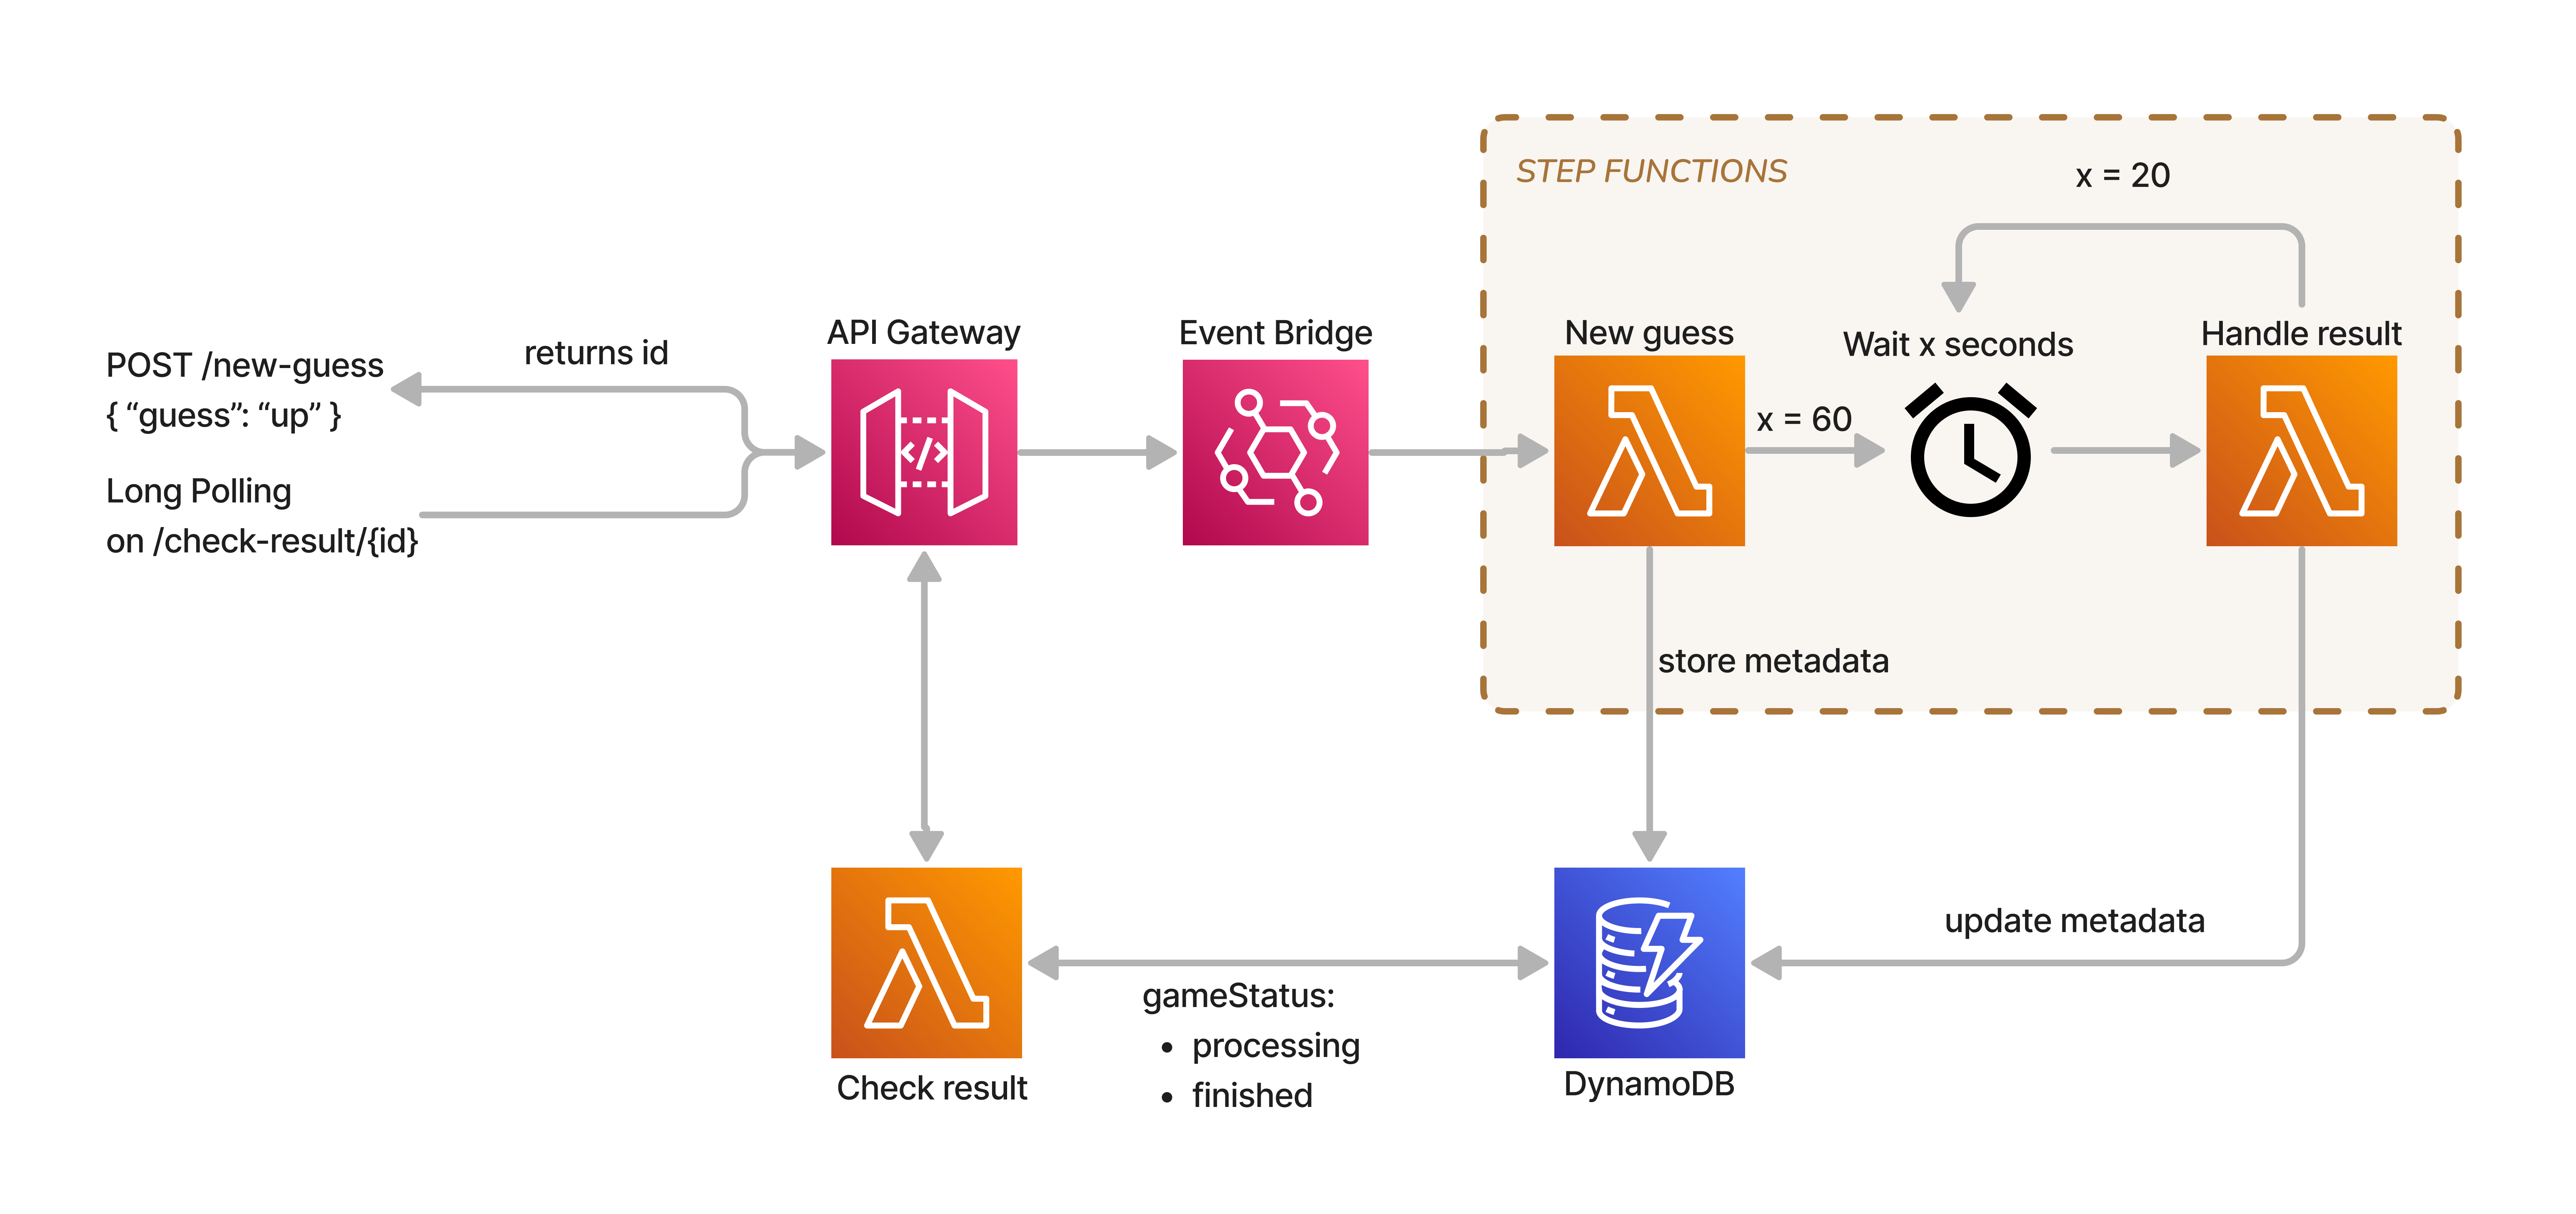 STEP FUNCTIONS
x = 20
API Gateway
Event Bridge
New guess
Wait x seconds
Handle result
POST /new-guess
{ “guess”: “up” }
returns id
x = 60
Long Polling
on /check-result/{id}
store metadata
update metadata
gameStatus:
• processing
• finished
Check result
DynamoDB